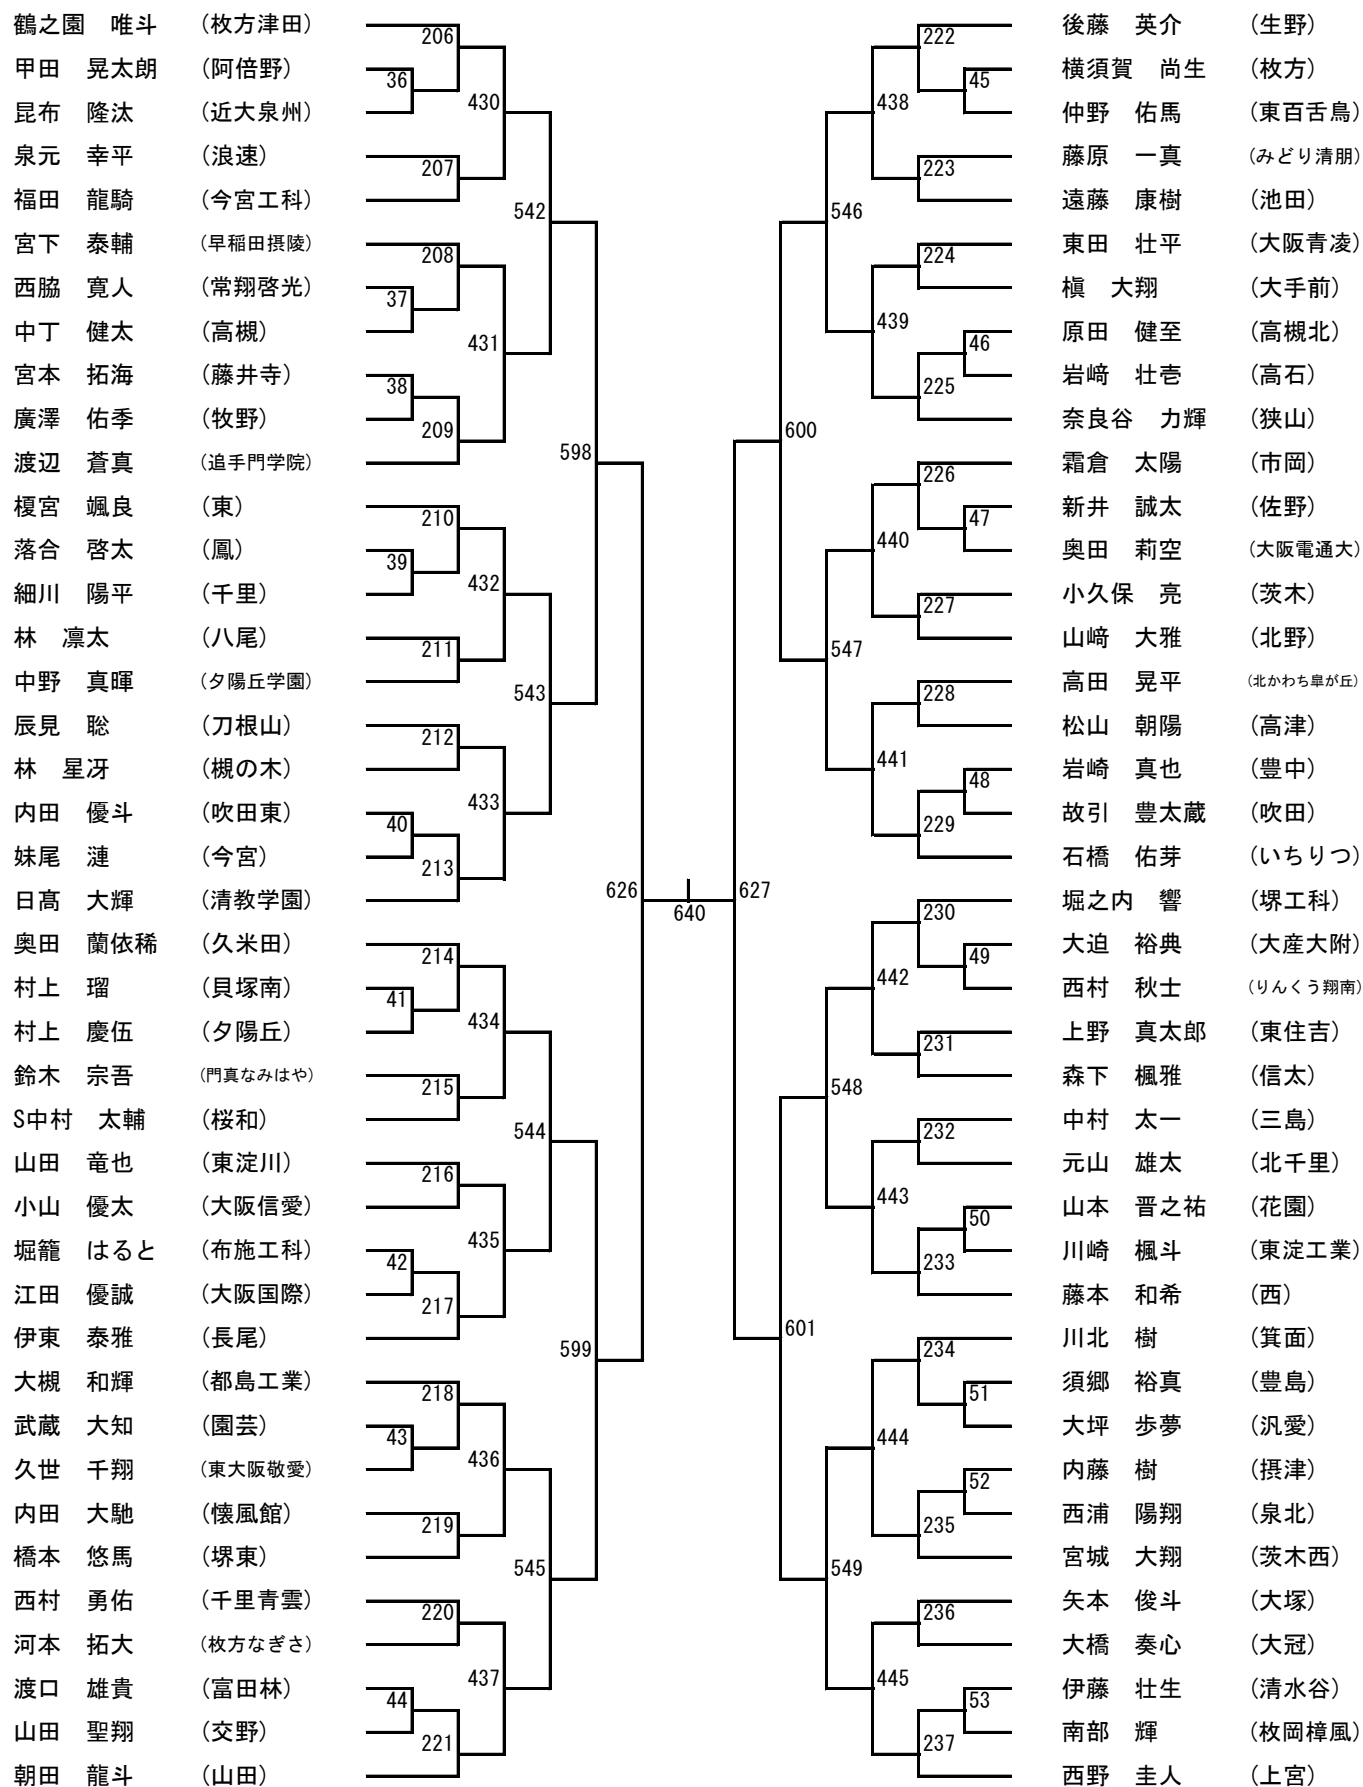 鶴之園　唯斗　(枚方津田)
甲田　晃太朗　(阿倍野)
昆布　隆汰　(近大泉州)
泉元　幸平　(浪速)
福田　龍騎　(今宮工科)
宮下　泰輔　(早稲田摂陵)
西脇　寛人　(常翔啓光)
中丁　健太　(高槻)
宮本　拓海　(藤井寺)
廣澤　佑季　(牧野)
渡辺　蒼真　(追手門学院)
榎宮　颯良　(東)
落合　啓太　(鳳)
細川　陽平　(千里)
林　凛太　(八尾)
中野　真暉　(夕陽丘学園)
辰見　聡　(刀根山)
林　星冴　(槻の木)
内田　優斗　(吹田東)
妹尾　漣　(今宮)
日髙　大輝　(清教学園)
奥田　蘭依稀　(久米田)
村上　瑠　(貝塚南)
村上　慶伍　(夕陽丘)
鈴木　宗吾　(門真なみはや)
S中村　太輔　(桜和)
山田　竜也　(東淀川)
小山　優太　(大阪信愛)
堀籠　はると　(布施工科)
江田　優誠　(大阪国際)
伊東　泰雅　(長尾)
大槻　和輝　(都島工業)
武蔵　大知　(園芸)
久世　千翔　(東大阪敬愛)
内田　大馳　(懐風館)
橋本　悠馬　(堺東)
西村　勇佑　(千里青雲)
河本　拓大　(枚方なぎさ)
渡口　雄貴　(富田林)
山田　聖翔　(交野)
朝田　龍斗　(山田)
36
37
38
39
40
41
42
43
44
206
207
208
209
210
211
212
213
214
215
216
217
218
219
220
221
430
431
432
433
434
435
436
437
542
543
544
545
598
599
626
640
627
600
601
546
547
548
549
438
439
440
441
442
443
444
445
222
223
224
225
226
227
228
229
230
231
232
233
234
235
236
237
45
46
47
48
49
50
51
52
53
後藤　英介　(生野)
横須賀　尚生　(枚方)
仲野　佑馬　(東百舌鳥)
藤原　一真　(みどり清朋)
遠藤　康樹　(池田)
東田　壮平　(大阪青凌)
槇　大翔　(大手前)
原田　健至　(高槻北)
岩﨑　壮壱　(高石)
奈良谷　力輝　(狭山)
霜倉　太陽　(市岡)
新井　誠太　(佐野)
奥田　莉空　(大阪電通大)
小久保　亮　(茨木)
山﨑　大雅　(北野)
高田　晃平　(北かわち皐が丘)
松山　朝陽　(高津)
岩崎　真也　(豊中)
故引　豊太蔵　(吹田)
石橋　佑芽　(いちりつ)
堀之内　響　(堺工科)
大迫　裕典　(大産大附)
西村　秋士　(りんくう翔南)
上野　真太郎　(東住吉)
森下　楓雅　(信太)
中村　太一　(三島)
元山　雄太　(北千里)
山本　晋之祐　(花園)
川崎　楓斗　(東淀工業)
藤本　和希　(西)
川北　樹　(箕面)
須郷　裕真　(豊島)
大坪　歩夢　(汎愛)
内藤　樹　(摂津)
西浦　陽翔　(泉北)
宮城　大翔　(茨木西)
矢本　俊斗　(大塚)
大橋　奏心　(大冠)
伊藤　壮生　(清水谷)
南部　輝　(枚岡樟風)
西野　圭人　(上宮)